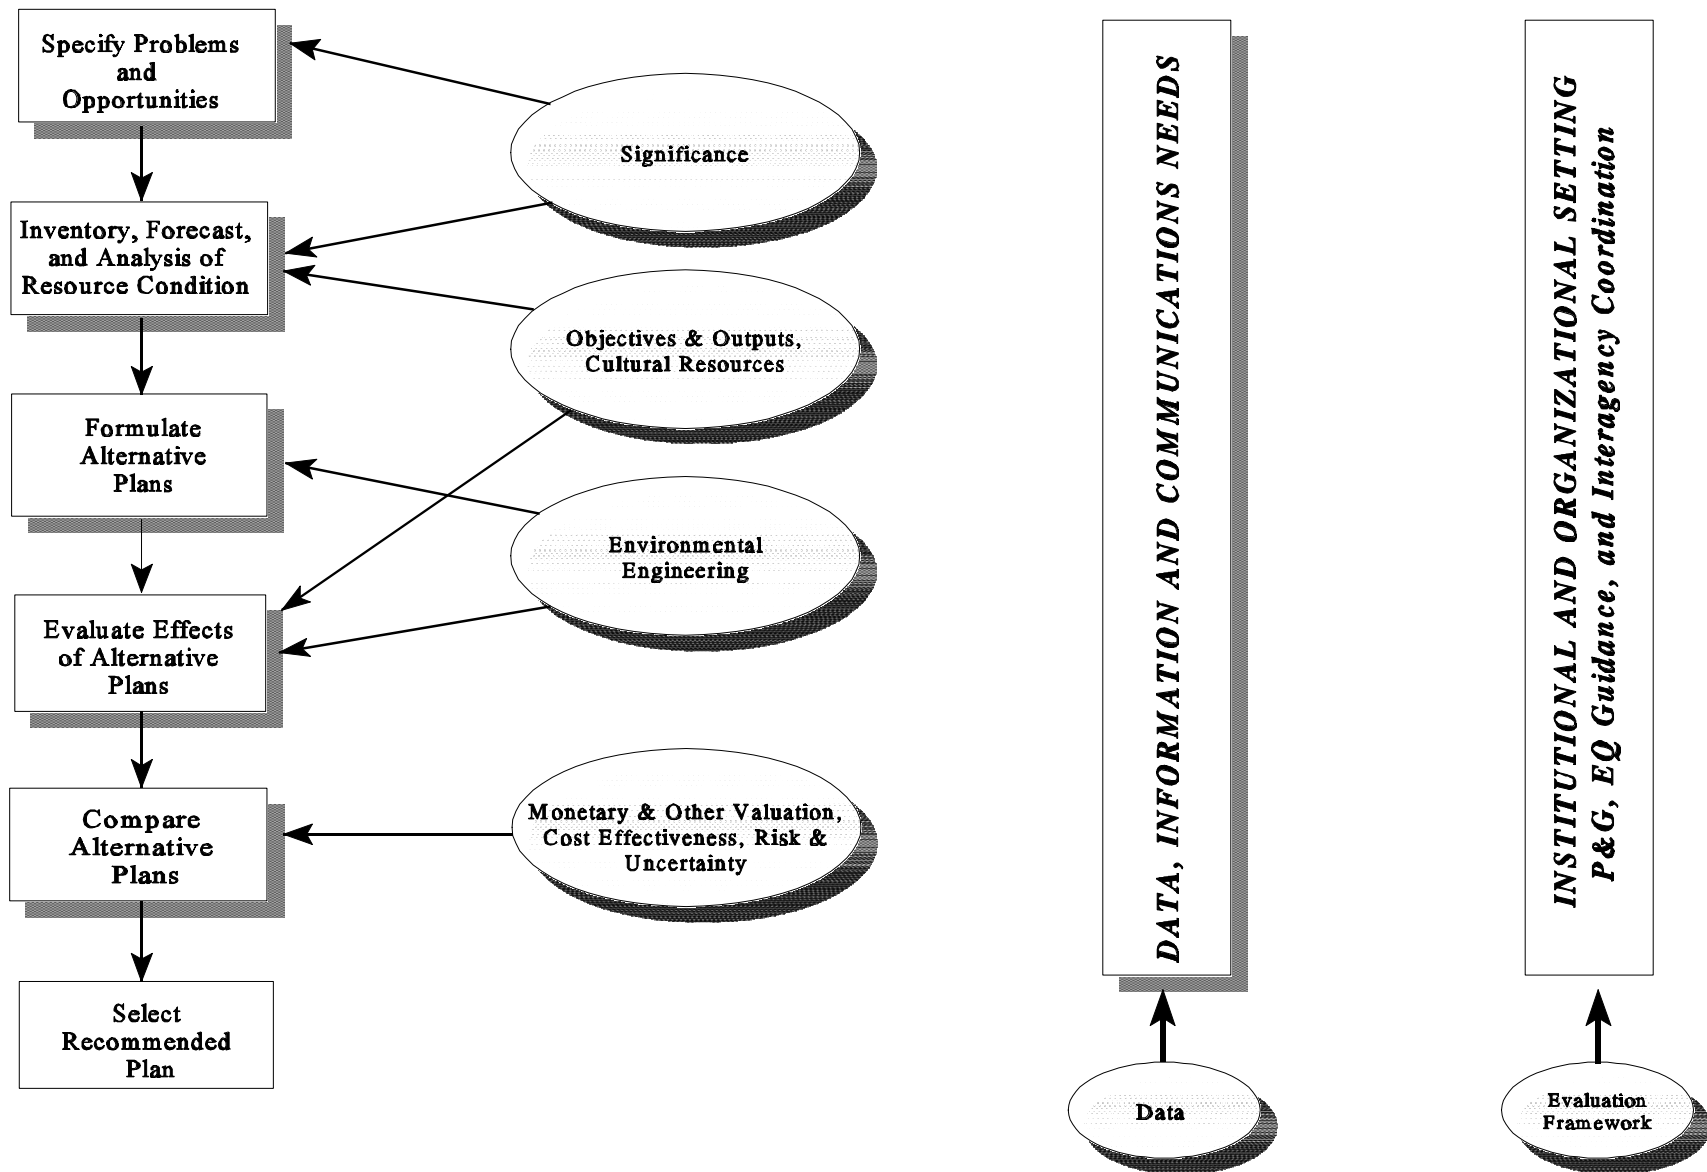 Specify Problems
and
Opportunities
Inventory, Forecast,
and Analysis of
Resource Condition
Formulate
Alternative
Plans
Evaluate Effects
of Alternative
Plans
Compare
Alternative
Plans
Select
Recommended
Plan
Significance
Objectives & Outputs,
Cultural Resources
Environmental
Engineering
Monetary & Other Valuation,
Cost Effectiveness, Risk &
Uncertainty
DATA, INFORMATION AND COMMUNICATIONS NEEDS
Data
INSTITUTIONAL AND ORGANIZATIONAL SETTING
P&G, EQ Guidance, and Interagency Coordination
Evaluation
Framework